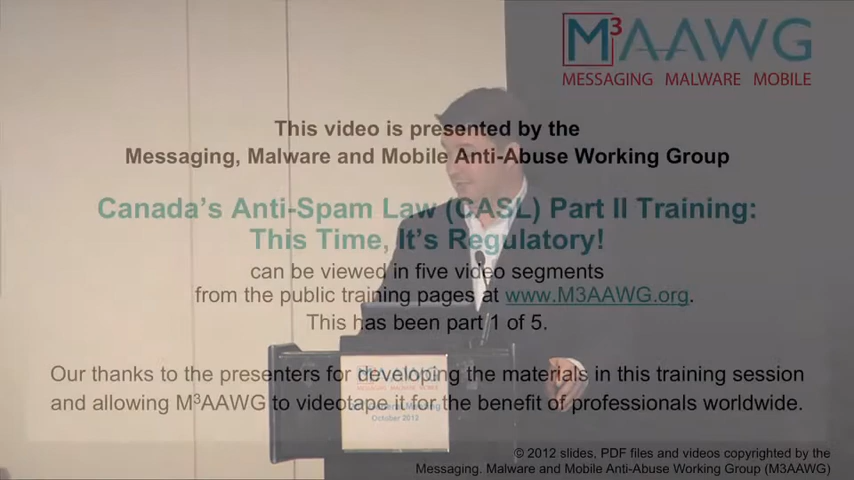 M3AAWG
MESSAGING MALWARE MOBILE
This video is presented by the
Messaging, Malware and Mobile Anti-Abuse Working Group
Canada's Anti-Spam Law (CASL) Part II Training:
This Time, It's Regulatory!
can be viewed in five video segments
from the public training pages at www.M3AAWG.org.
This has been part 1 of 5.
Our thanks to the presenters for developing the materials in this training session
and allowing M3AAWG to videotape it for the benefit of professionals worldwide.
October 2012
© 2012 slides, PDF files and videos copyrighted by the
Messaging. Malware and Mobile Anti-Abuse Working Group (M3AAWG)